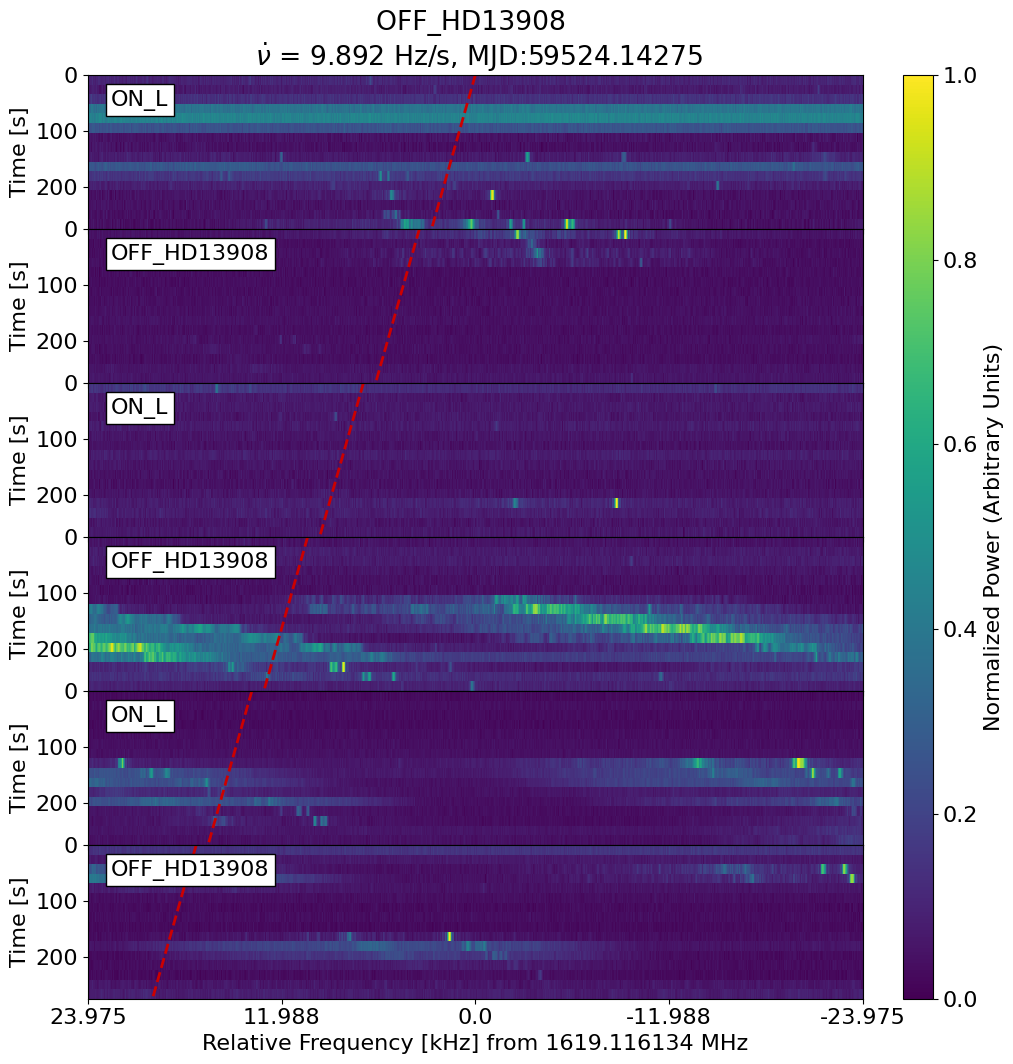 OFF_HD13908
ν̇ = 9.892 Hz/s, MJD:59524.14275
ON_L
OFF_HD13908
ON_L
OFF_HD13908
ON_L
OFF_HD13908
Time [s]
Time [s]
Time [s]
Time [s]
Time [s]
Time [s]
0
100
200
0
100
200
0
100
200
0
100
200
0
100
200
0
100
200
23.975 11.988 0.0 -11.988 -23.975
Relative Frequency [kHz] from 1619.116134 MHz
1.0
0.8
0.6
0.4
0.2
0.0
Normalized Power (Arbitrary Units)